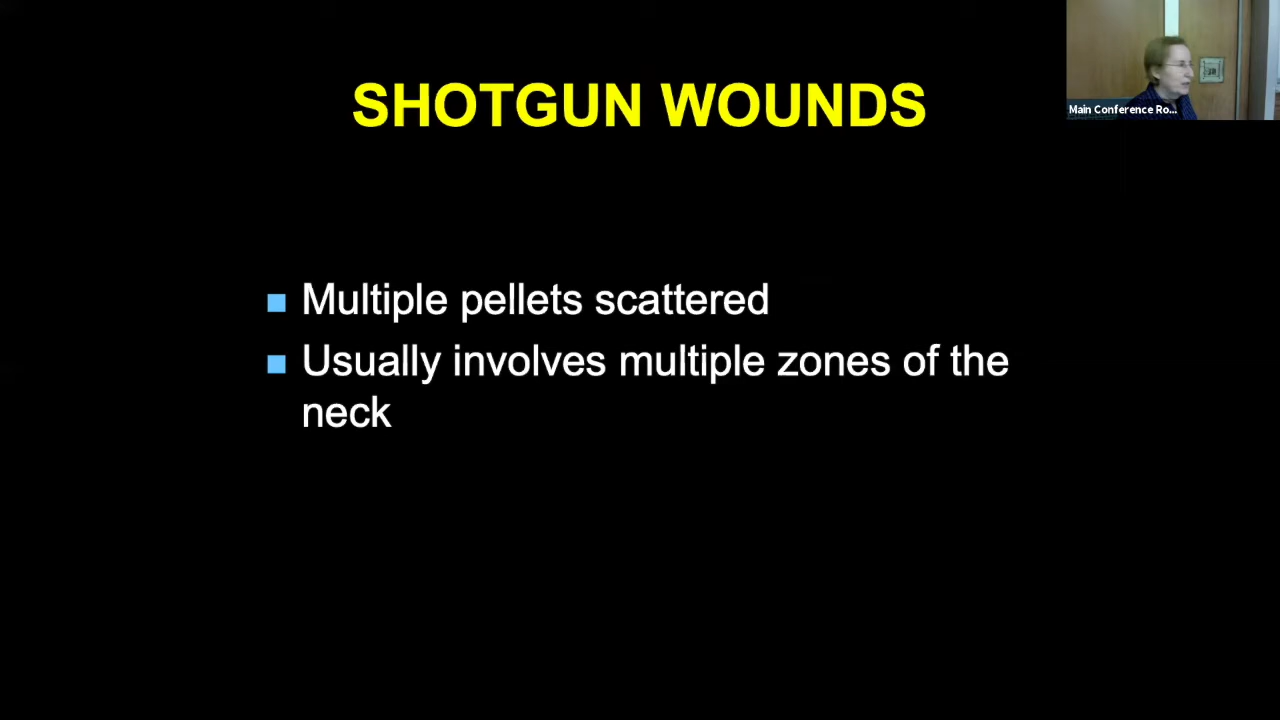 SHOTGUN WOUNDS
Main Conference Ro...
Multiple pellets scattered
Usually involves multiple zones of the
neck